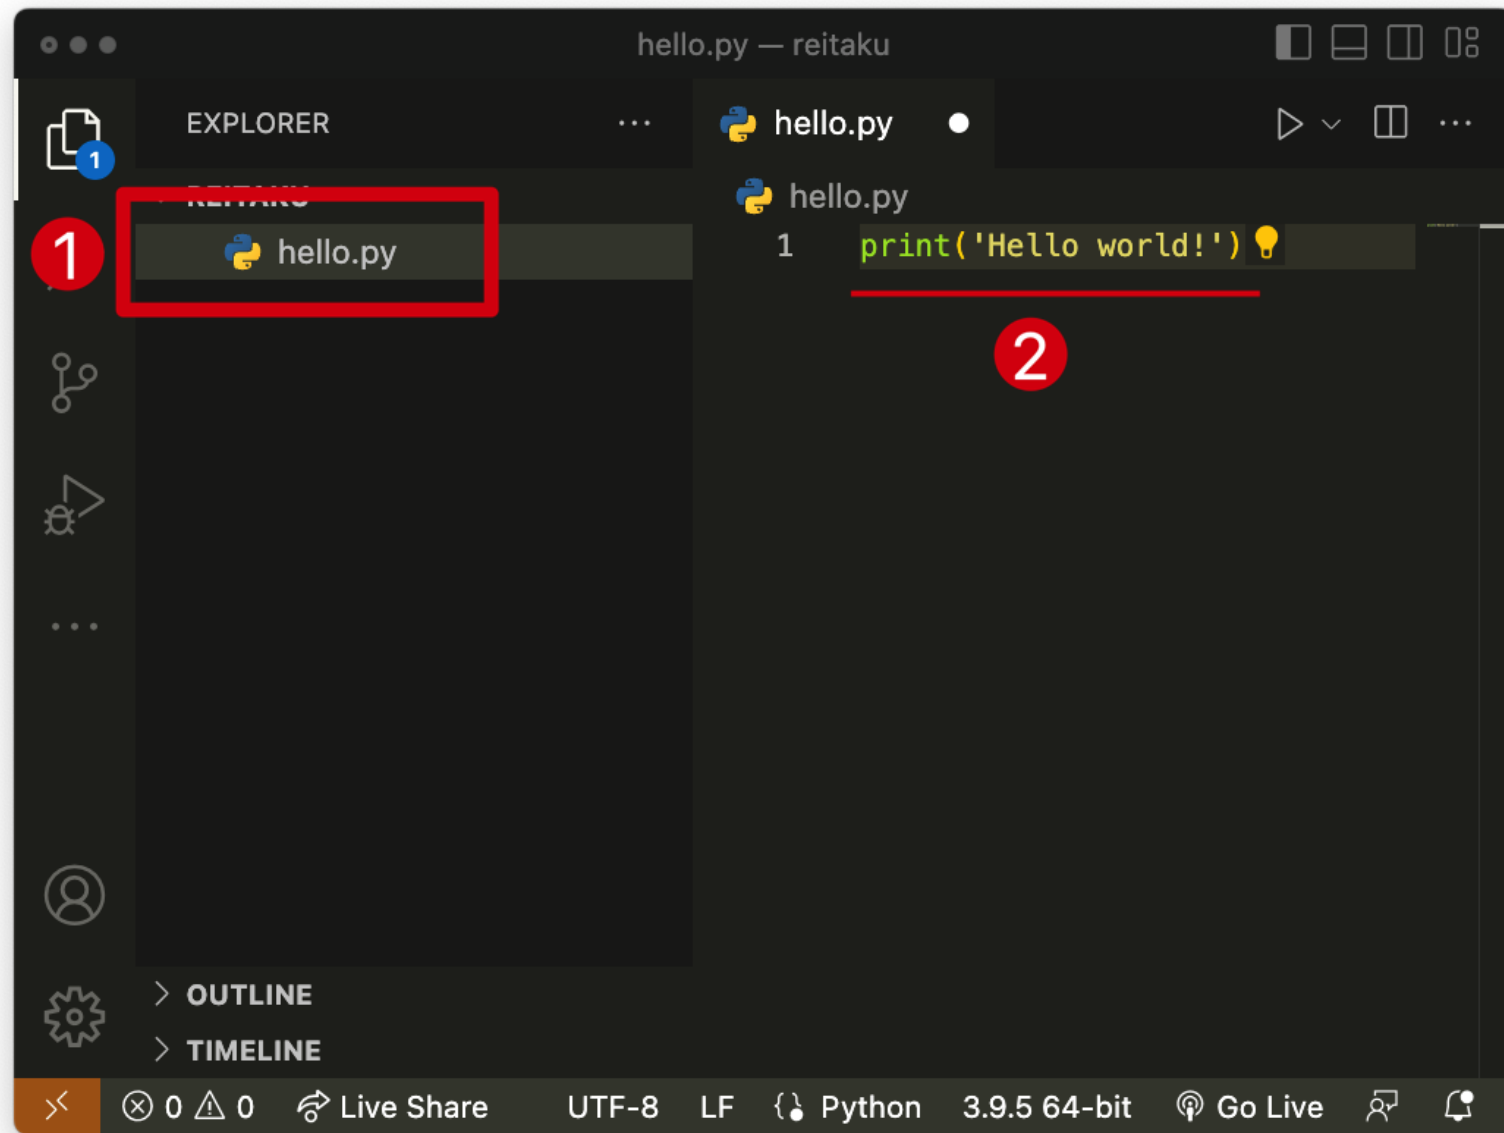 hello.py — reitaku
EXPLORER
hello.py
1
REITAKU
hello.py
1
hello.py
1 print('Hello world!')
2
OUTLINE
TIMELINE
0 0 Live Share UTF-8 LF Python 3.9.5 64-bit Go Live